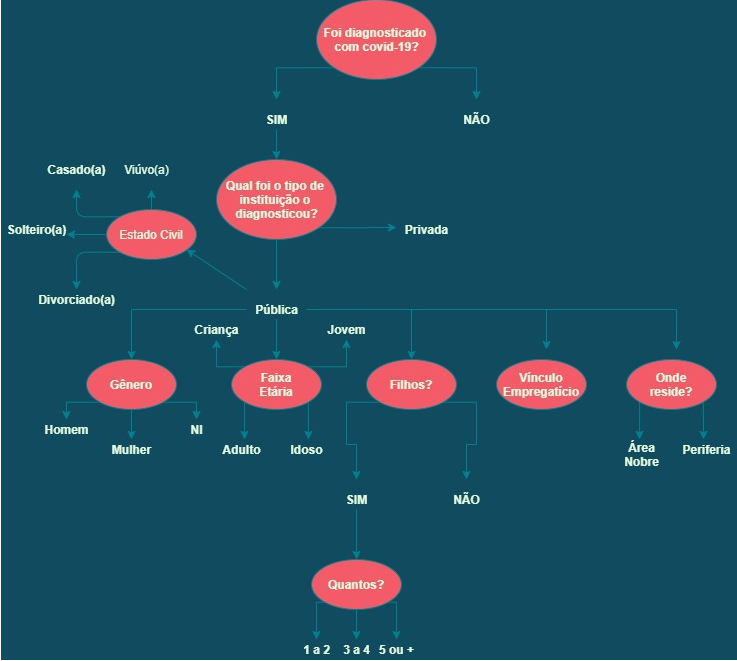 Foi diagnosticado
com covid-19?
SIM
NÃO
Casado(a)
Viúvo(a)
Qual foi o tipo de
instituição o
diagnosticou?
Solteiro(a)
Estado Civil
Privada
Divorciado(a)
Pública
Criança
Jovem
Gênero
Faixa
Etária
Filhos?
Vínculo
Empregatício
Onde
reside?
Homem
Mulher
NI
Adulto
Idoso
Área
Nobre
Periferia
SIM
NÃO
Quantos?
1 a 2
3 a 4
5 ou +